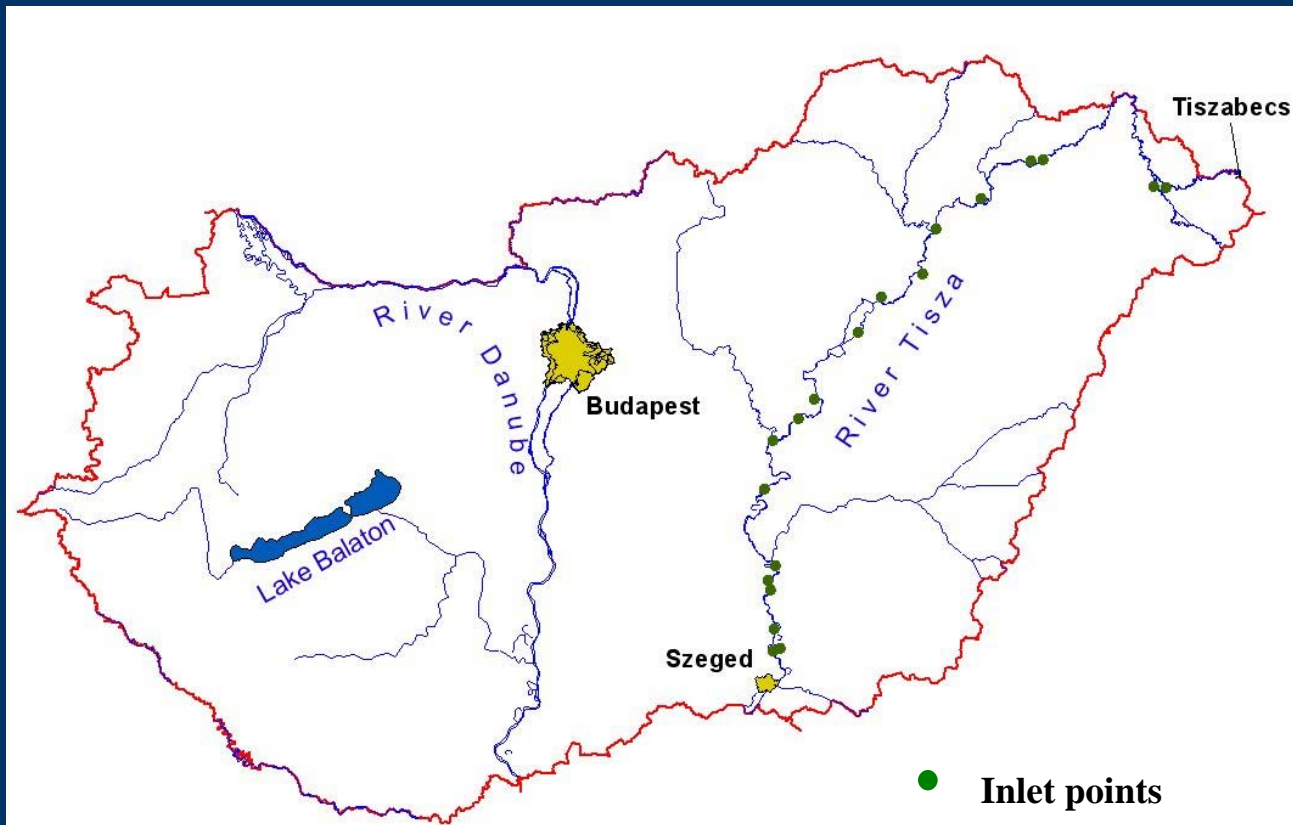 Tiszabecs
River Danube
River Tisza
Budapest
Lake Balaton
Szeged
Inlet points